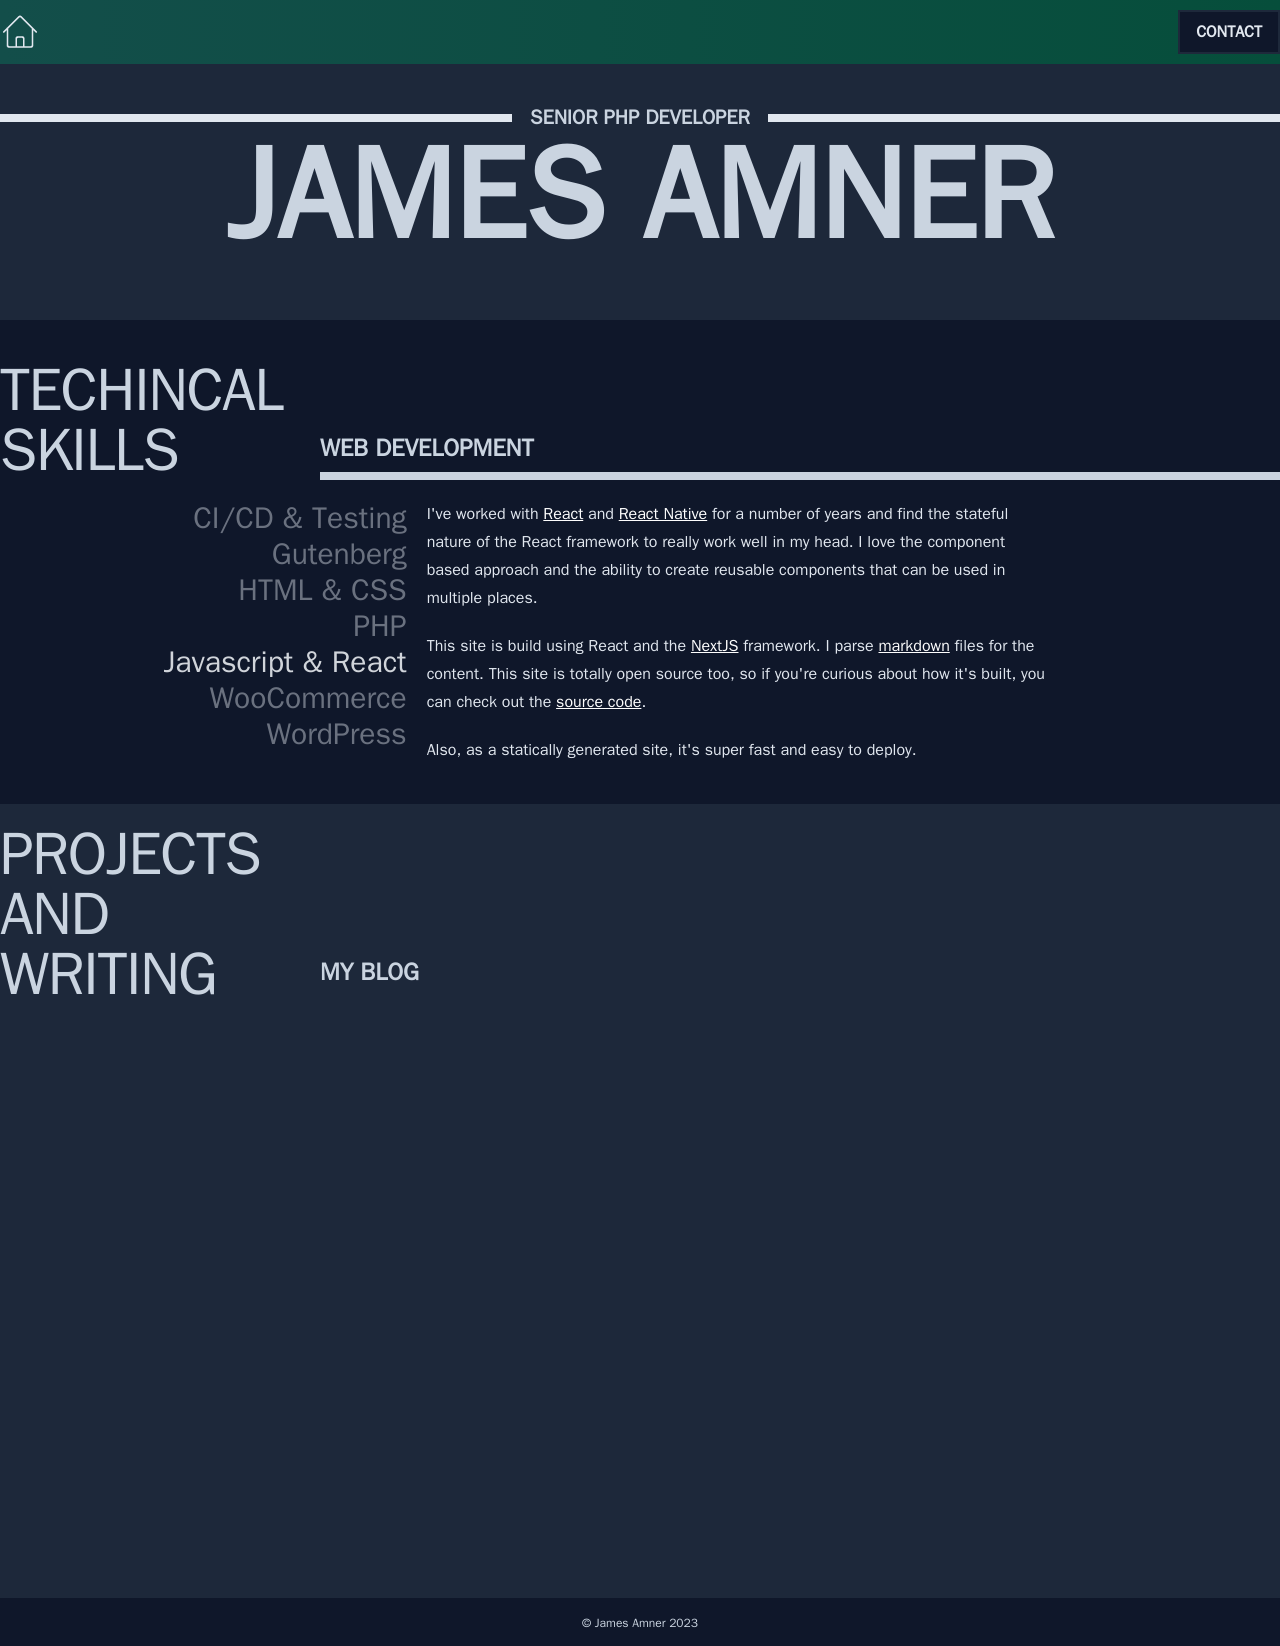 CONTACT
SENIOR PHP DEVELOPER
JAMES AMNER
TECHINCAL
SKILLS
WEB DEVELOPMENT
CI/CD & Testing
Gutenberg
HTML & CSS
PHP
Javascript & React
WooCommerce
WordPress
I've worked with React and React Native for a number of years and find the stateful
nature of the React framework to really work well in my head. I love the component
based approach and the ability to create reusable components that can be used in
multiple places.
This site is build using React and the NextJS framework. I parse markdown files for the
content. This site is totally open source too, so if you're curious about how it's built, you
can check out the source code.
Also, as a statically generated site, it's super fast and easy to deploy.
PROJECTS
AND
WRITING
MY BLOG
© James Amner 2023